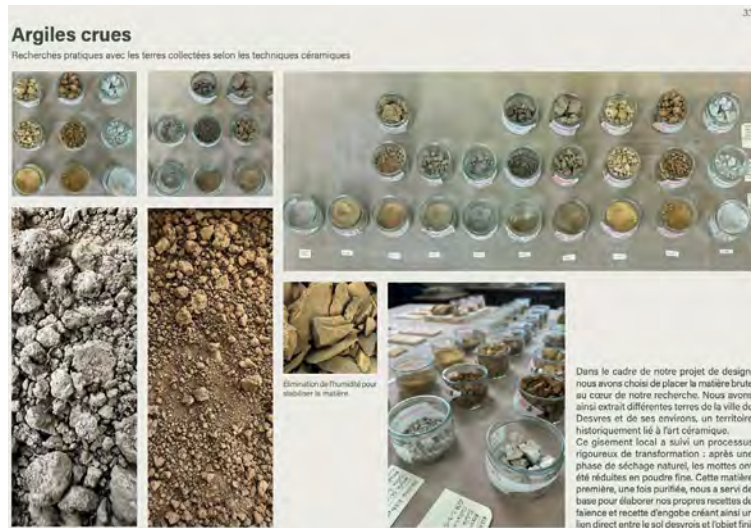 33
Argiles crues
Recherches pratiques avec les terres collectées selon les techniques céramiques
Élimination de l'humidité pour
stabiliser la matière.
Dans le cadre de notre projet de design,
nous avons choisi de placer la matière brute
au cœur de notre recherche. Nous avons
ainsi extrait différentes terres de la ville de
Desvres et de ses environs, un territoire
historiquement lié à l'art céramique.
Ce gisement local a suivi un processus
rigoureux de transformation : après une
phase de séchage naturel, les mottes ont
été réduites en poudre fine. Cette matière
première, une fois purifiée, nous a servi de
base pour élaborer nos propres recettes de
faïence et recette d'engobe créant ainsi un
lien direct entre le sol desvrois et l'objet fini